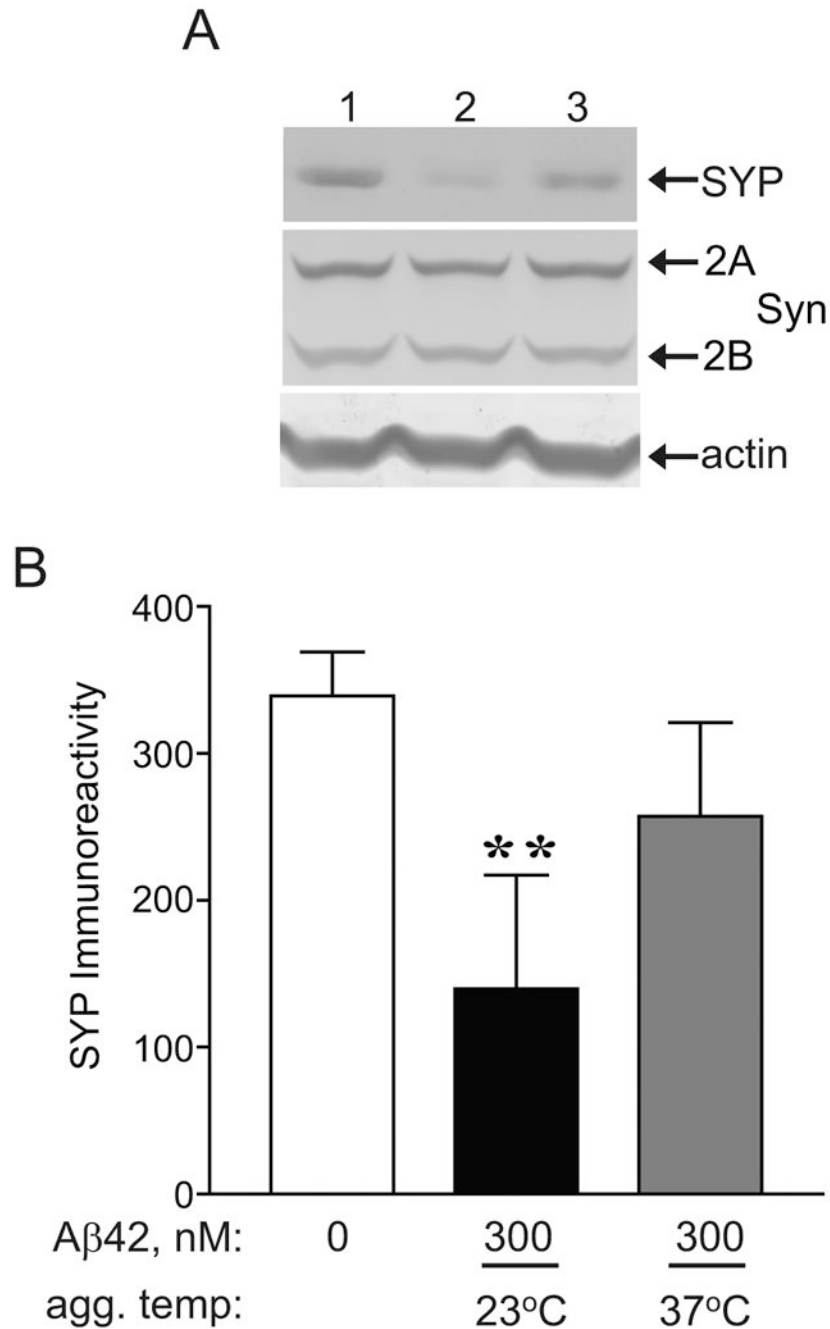 A
1 2 3
SYP
2A
Syn
2B
actin
B
400
300
200
100
0
SYP Immunoreactivity
**
Aβ42, nM: 0 300 300
agg. temp: 23°C 37°C